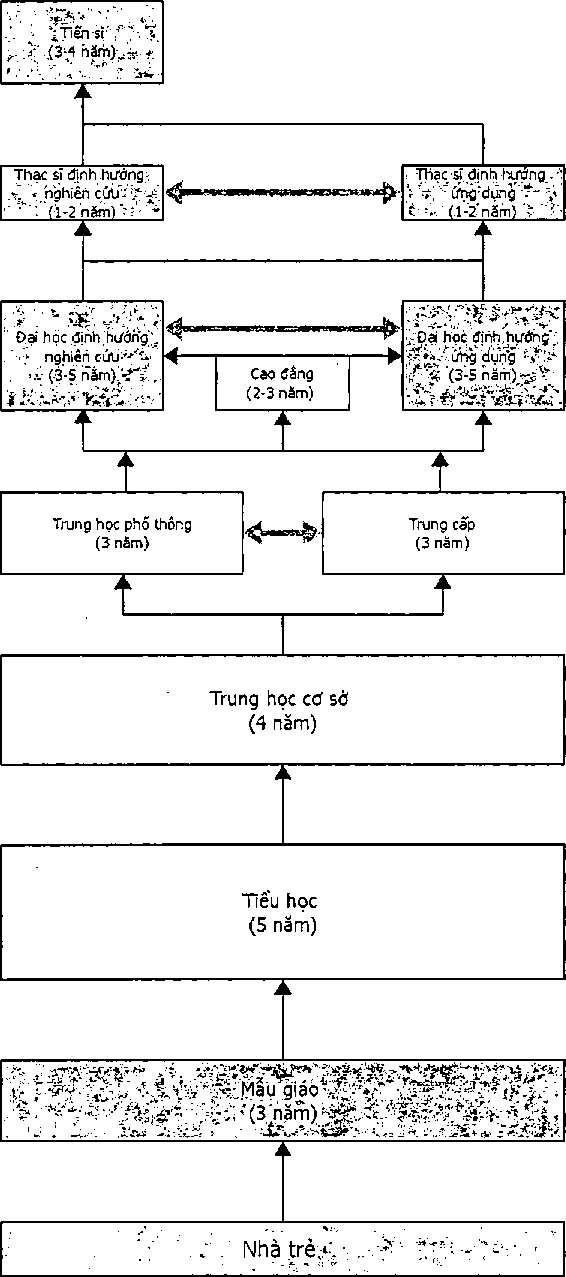 Tiến sĩ
(3-4 năm)
Thạc sĩ định hướng
nghiên cứu
(1-2 năm)
Thạc sĩ định hướng
ứng dụng
(1-2 năm)
Đại học định hướng
nghiên cứu
(3-5 năm)
Cao đẳng
(2-3 năm)
Đại học định hướng
ứng dụng
(3-5 năm)
Trung học phổ thông
(3 năm)
Trung cấp
(3 năm)
Trung học cơ sở
(4 năm)
Tiểu học
(5 năm)
Mẫu giáo
(3 năm)
Nhà trẻ